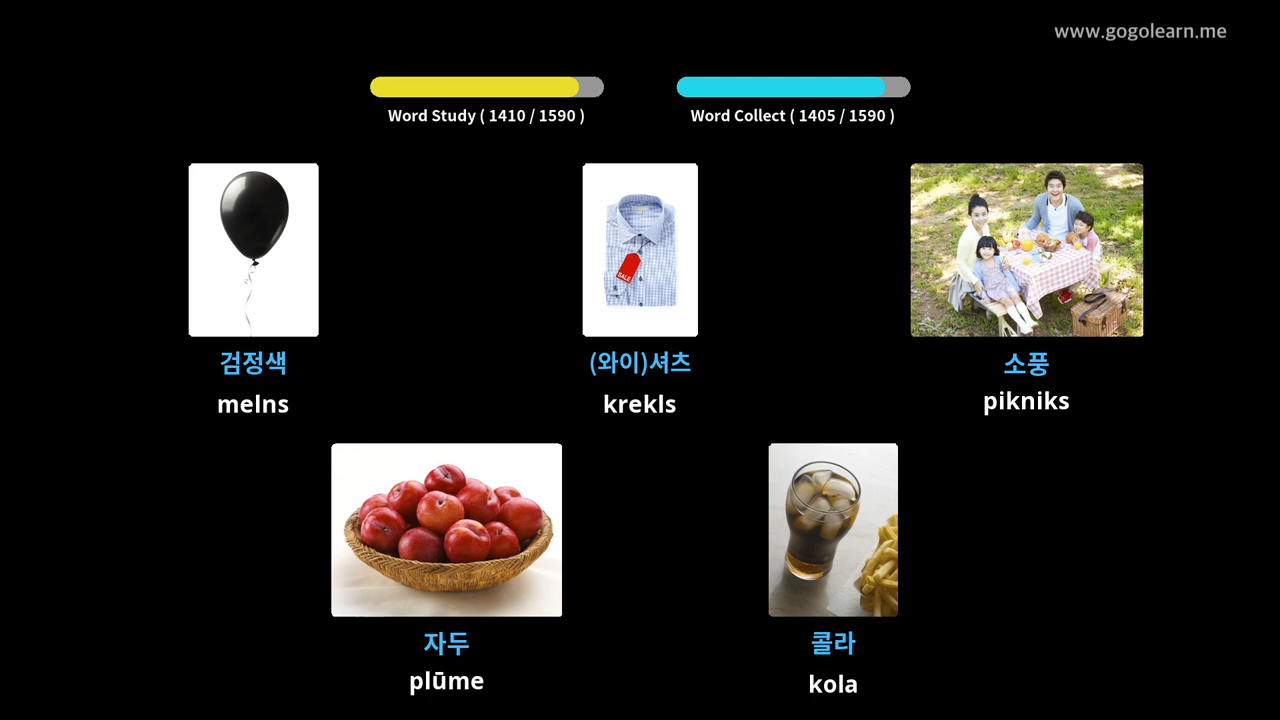 www.gogolearn.me
Word Study ( 1410 / 1590 )
Word Collect ( 1405 / 1590 )
SALE
검정색
melns
(와이)셔츠
krekls
소풍
pikniks
자두
plūme
콜라
kola